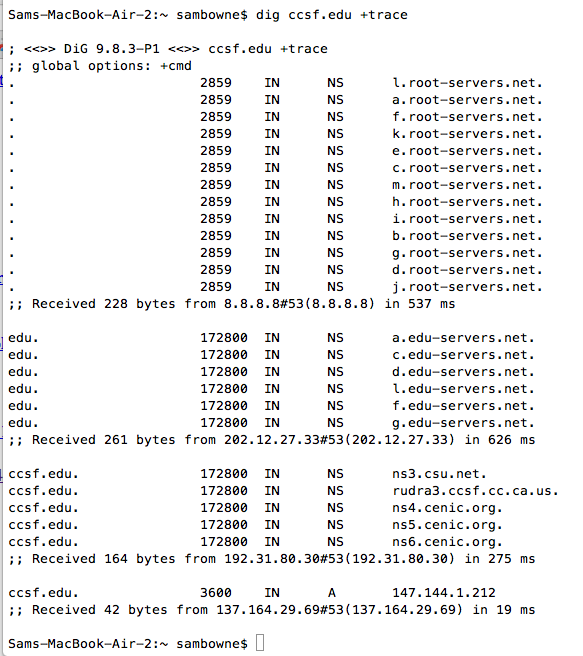 Sams-MacBook-Air-2:~ sambowne$ dig ccsf.edu +trace
; <<>> DiG 9.8.3-P1 <<>> ccsf.edu +trace
;; global options: +cmd
. 2859 IN NS l.root-servers.net.
. 2859 IN NS a.root-servers.net.
. 2859 IN NS f.root-servers.net.
. 2859 IN NS k.root-servers.net.
. 2859 IN NS e.root-servers.net.
. 2859 IN NS c.root-servers.net.
. 2859 IN NS m.root-servers.net.
. 2859 IN NS h.root-servers.net.
. 2859 IN NS i.root-servers.net.
. 2859 IN NS b.root-servers.net.
. 2859 IN NS g.root-servers.net.
. 2859 IN NS d.root-servers.net.
. 2859 IN NS j.root-servers.net.
;; Received 228 bytes from 8.8.8.8#53(8.8.8.8) in 537 ms
edu. 172800 IN NS a.edu-servers.net.
edu. 172800 IN NS c.edu-servers.net.
edu. 172800 IN NS d.edu-servers.net.
edu. 172800 IN NS l.edu-servers.net.
edu. 172800 IN NS f.edu-servers.net.
edu. 172800 IN NS g.edu-servers.net.
;; Received 261 bytes from 202.12.27.33#53(202.12.27.33) in 626 ms
ccsf.edu. 172800 IN NS ns3.csu.net.
ccsf.edu. 172800 IN NS rudra3.ccsf.cc.ca.us.
ccsf.edu. 172800 IN NS ns4.cenic.org.
ccsf.edu. 172800 IN NS ns5.cenic.org.
ccsf.edu. 172800 IN NS ns6.cenic.org.
;; Received 164 bytes from 192.31.80.30#53(192.31.80.30) in 275 ms
ccsf.edu. 3600 IN A 147.144.1.212
;; Received 42 bytes from 137.164.29.69#53(137.164.29.69) in 19 ms
Sams-MacBook-Air-2:~ sambowne$